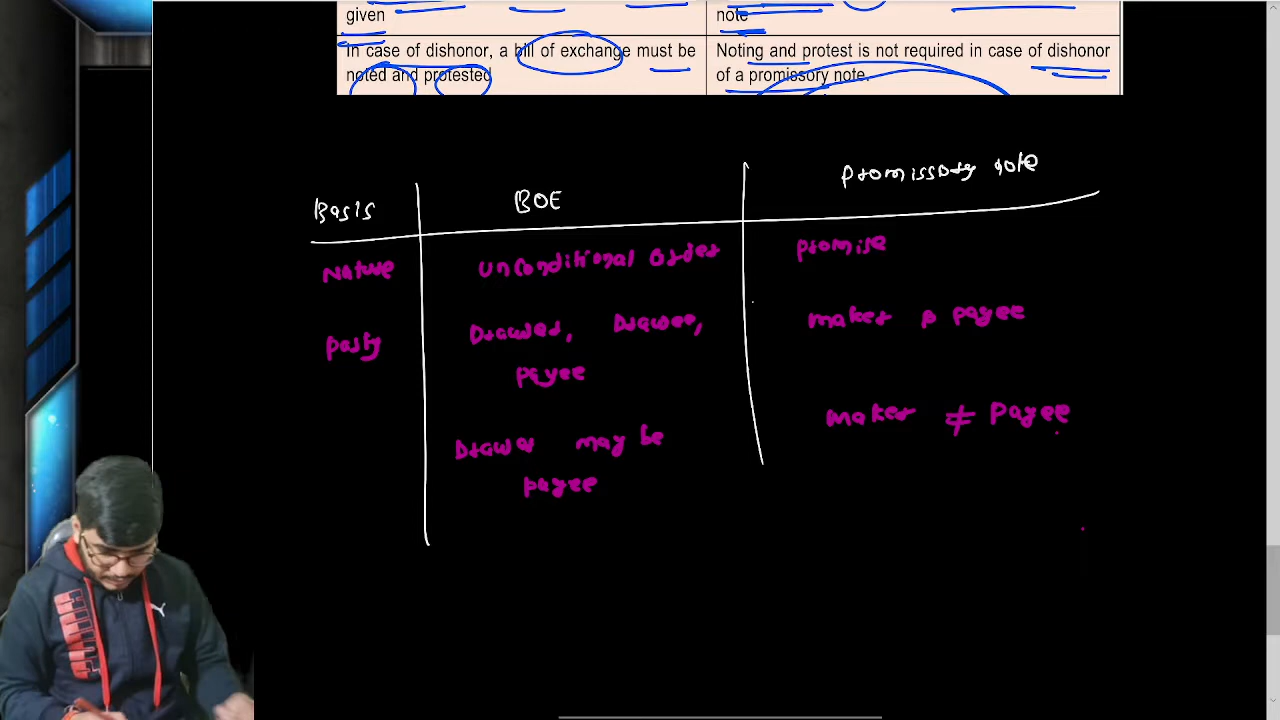 given
note
In case of dishonor, a bill of exchange must be
noted and protested
Noting and protest is not required in case of dishonor
of a promissory note.
Basis
BOE
Promissory note
Nature
unconditional order
Promise
Party
Drawer, Drawee,
payee
maker & payee
Drawer may be
payee
maker ≠ payee